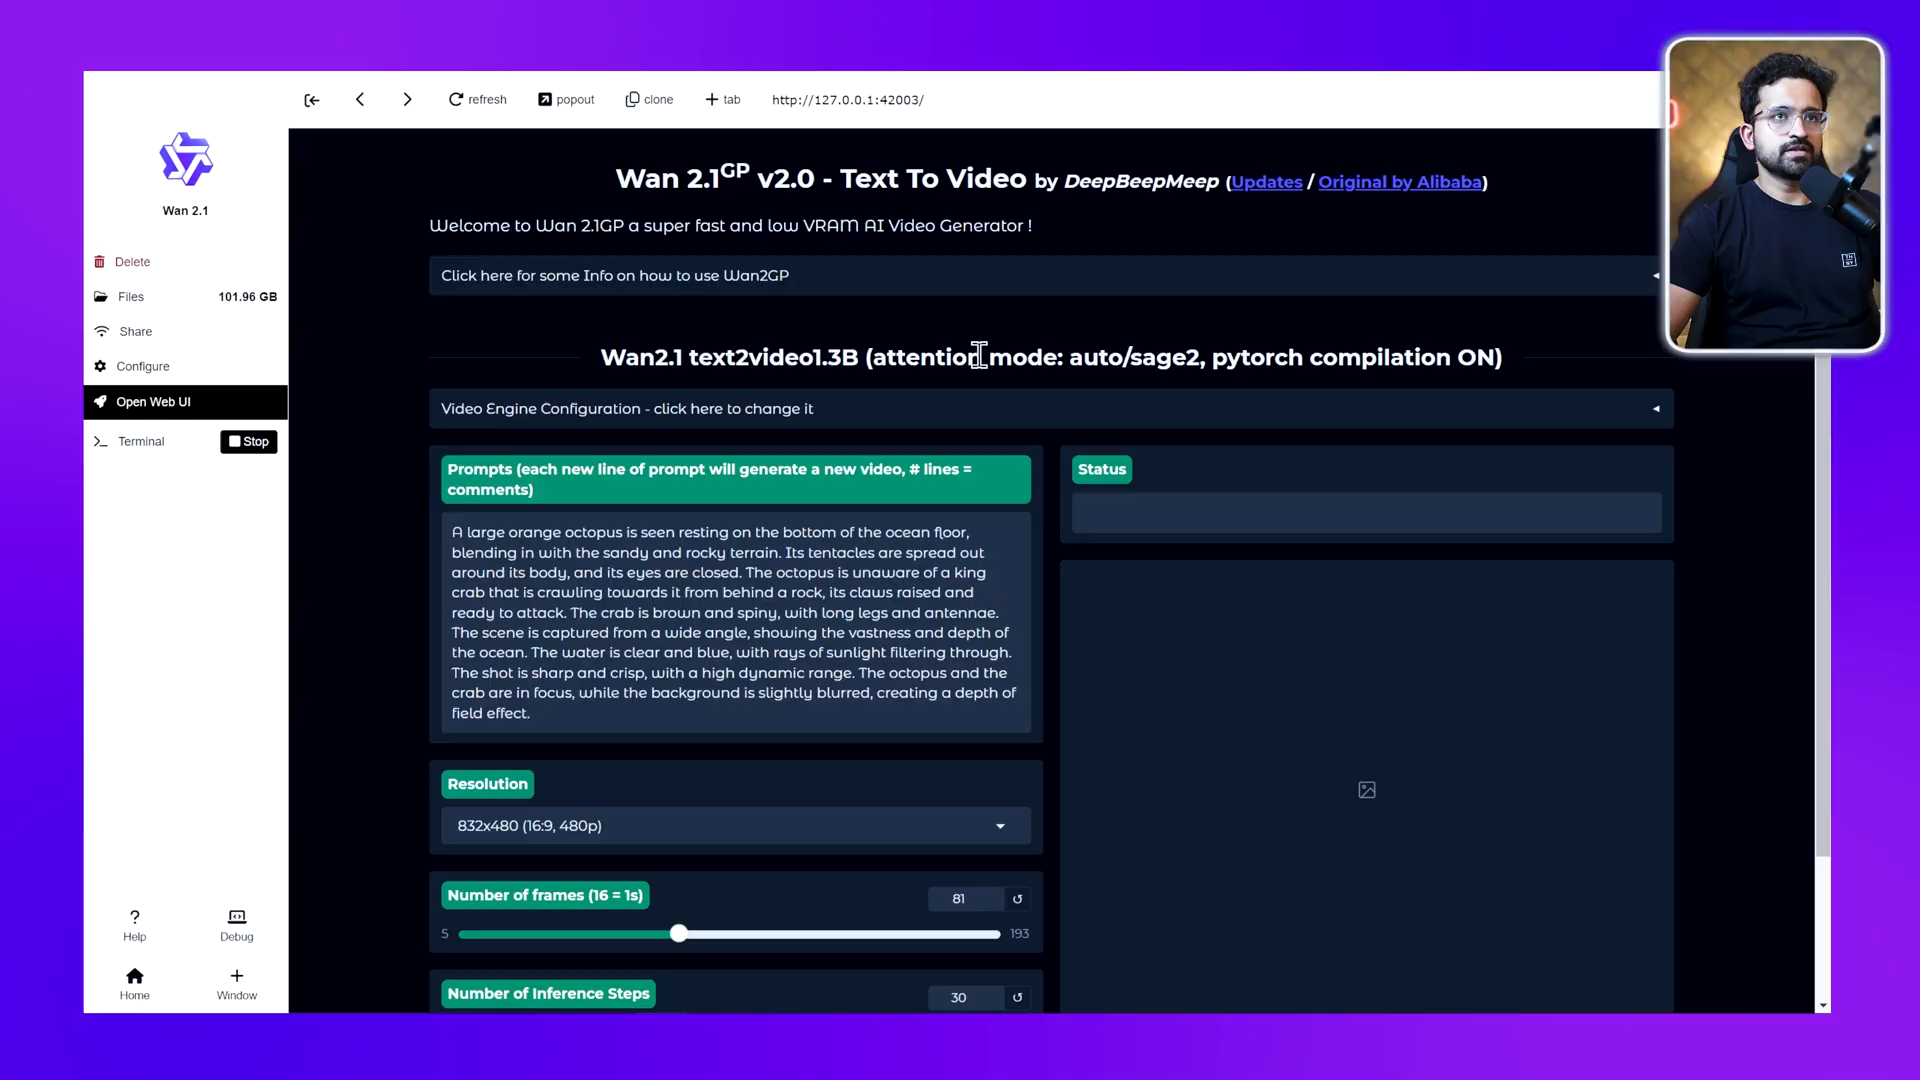 refresh
popout
clone
tab
http://127.0.0.1:42003/
Wan 2.1
Delete
Files 101.96 GB
Share
Configure
Open Web UI
Terminal Stop
Help
Debug
Home
Window
Wan 2.1GP v2.0 - Text To Video by DeepBeepMeep (Updates / Original by Alibaba)
Welcome to Wan 2.1GP a super fast and low VRAM AI Video Generator !
Click here for some Info on how to use Wan2GP
Wan2.1 text2video1.3B (attention mode: auto/sage2, pytorch compilation ON)
Video Engine Configuration - click here to change it
Prompts (each new line of prompt will generate a new video, # lines =
comments)
A large orange octopus is seen resting on the bottom of the ocean floor,
blending in with the sandy and rocky terrain. Its tentacles are spread out
around its body, and its eyes are closed. The octopus is unaware of a king
crab that is crawling towards it from behind a rock, its claws raised and
ready to attack. The crab is brown and spiny, with long legs and antennae.
The scene is captured from a wide angle, showing the vastness and depth of
the ocean. The water is clear and blue, with rays of sunlight filtering through.
The shot is sharp and crisp, with a high dynamic range. The octopus and the
crab are in focus, while the background is slightly blurred, creating a depth of
field effect.
Status
Resolution
832x480 (16:9, 480p)
Number of frames (16 = 1s)
81
5
193
Number of Inference Steps
30